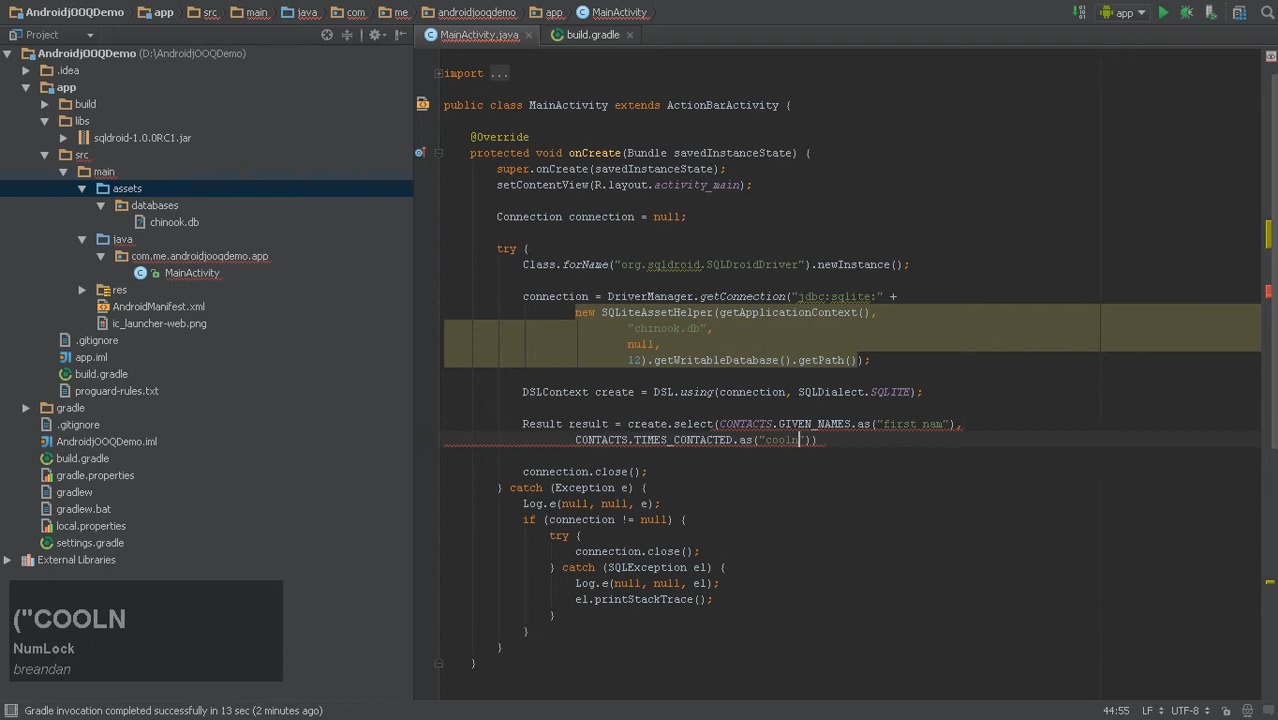 AndroidjOOQDemo app src main java com me androidjooqdemo app MainActivity app
Project MainActivity.java build.gradle
AndroidjOOQDemo (D:\AndroidjOOQDemo)
.idea
app
build
libs
sqldroid-1.0.0RC1.jar
src
main
assets
databases
chinook.db
java
com.me.androidjooqdemo.app
MainActivity
res
AndroidManifest.xml
ic_launcher-web.png
.gitignore
app.iml
build.gradle
proguard-rules.txt
gradle
.gitignore
AndroidjOOQDemo.iml
build.gradle
gradle.properties
gradlew
gradlew.bat
local.properties
settings.gradle
External Libraries
import ...
public class MainActivity extends ActionBarActivity {
@Override
protected void onCreate(Bundle savedInstanceState) {
super.onCreate(savedInstanceState);
setContentView(R.layout.activity_main);
Connection connection = null;
try {
Class.forName("org.sqldroid.SQLDroidDriver").newInstance();
connection = DriverManager.getConnection("jdbc:sqlite:" +
new SQLiteAssetHelper(getApplicationContext(),
"chinook.db",
null,
12).getWritableDatabase().getPath());
DSLContext create = DSL.using(connection, SQLDialect.SQLITE);
Result result = create.select(CONTACTS.GIVEN_NAMES.as("first nam"),
CONTACTS.TIMES_CONTACTED.as("cooln"))
connection.close();
} catch (Exception e) {
Log.e(null, null, e);
if (connection != null) {
try {
connection.close();
} catch (SQLException e1) {
Log.e(null, null, e1);
e1.printStackTrace();
}
}
}
}
("COOLN
NumLock
breandan
Gradle invocation completed successfully in 13 sec (2 minutes ago) 44:55 LF UTF-8